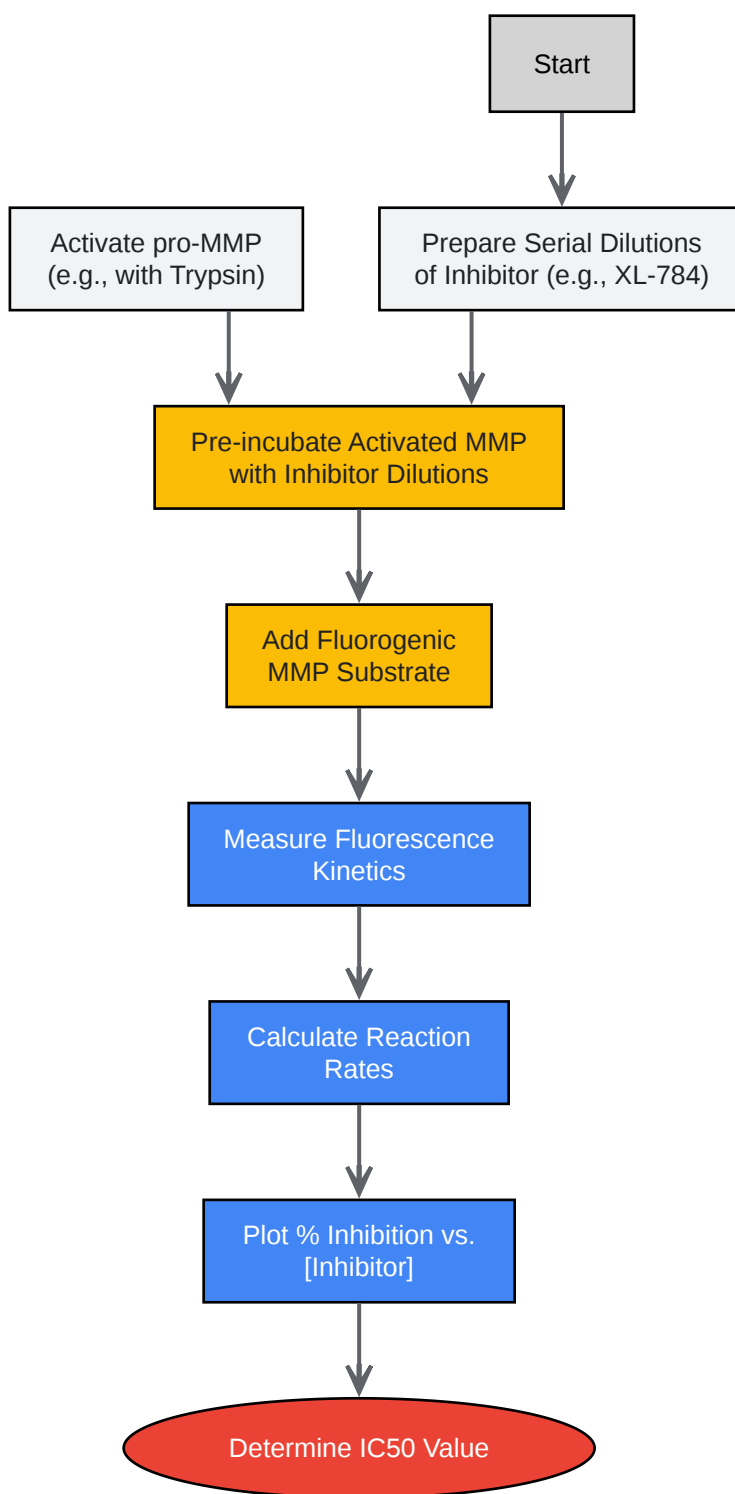 Start
Activate pro-MMP
(e.g., with Trypsin)
Prepare Serial Dilutions
of Inhibitor (e.g., XL-784)
Pre-incubate Activated MMP
with Inhibitor Dilutions
Add Fluorogenic
MMP Substrate
Measure Fluorescence
Kinetics
Calculate Reaction
Rates
Plot % Inhibition vs.
[Inhibitor]
Determine IC50 Value